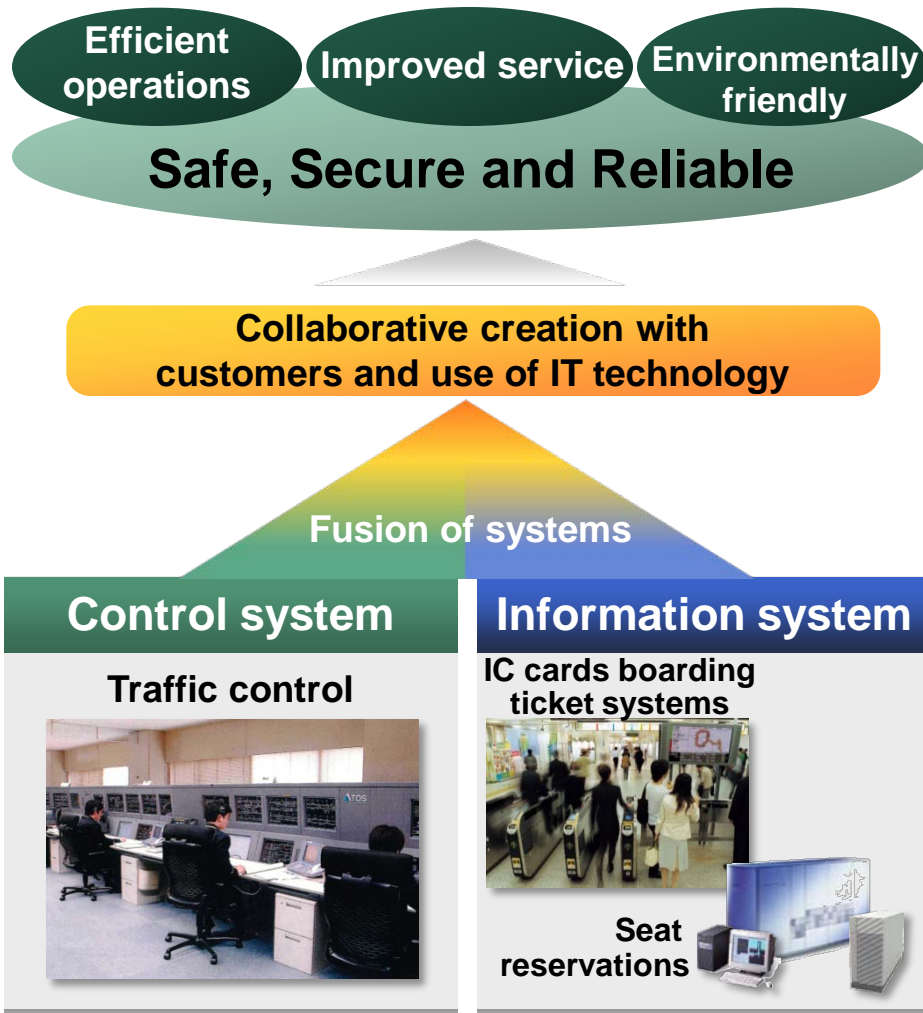 Efficient
operations
Improved service
Environmentally
friendly
Safe, Secure and Reliable
Collaborative creation with
customers and use of IT technology
Fusion of systems
Control system
Information system
Traffic control
IC cards boarding
ticket systems
ATOS
Seat
reservations